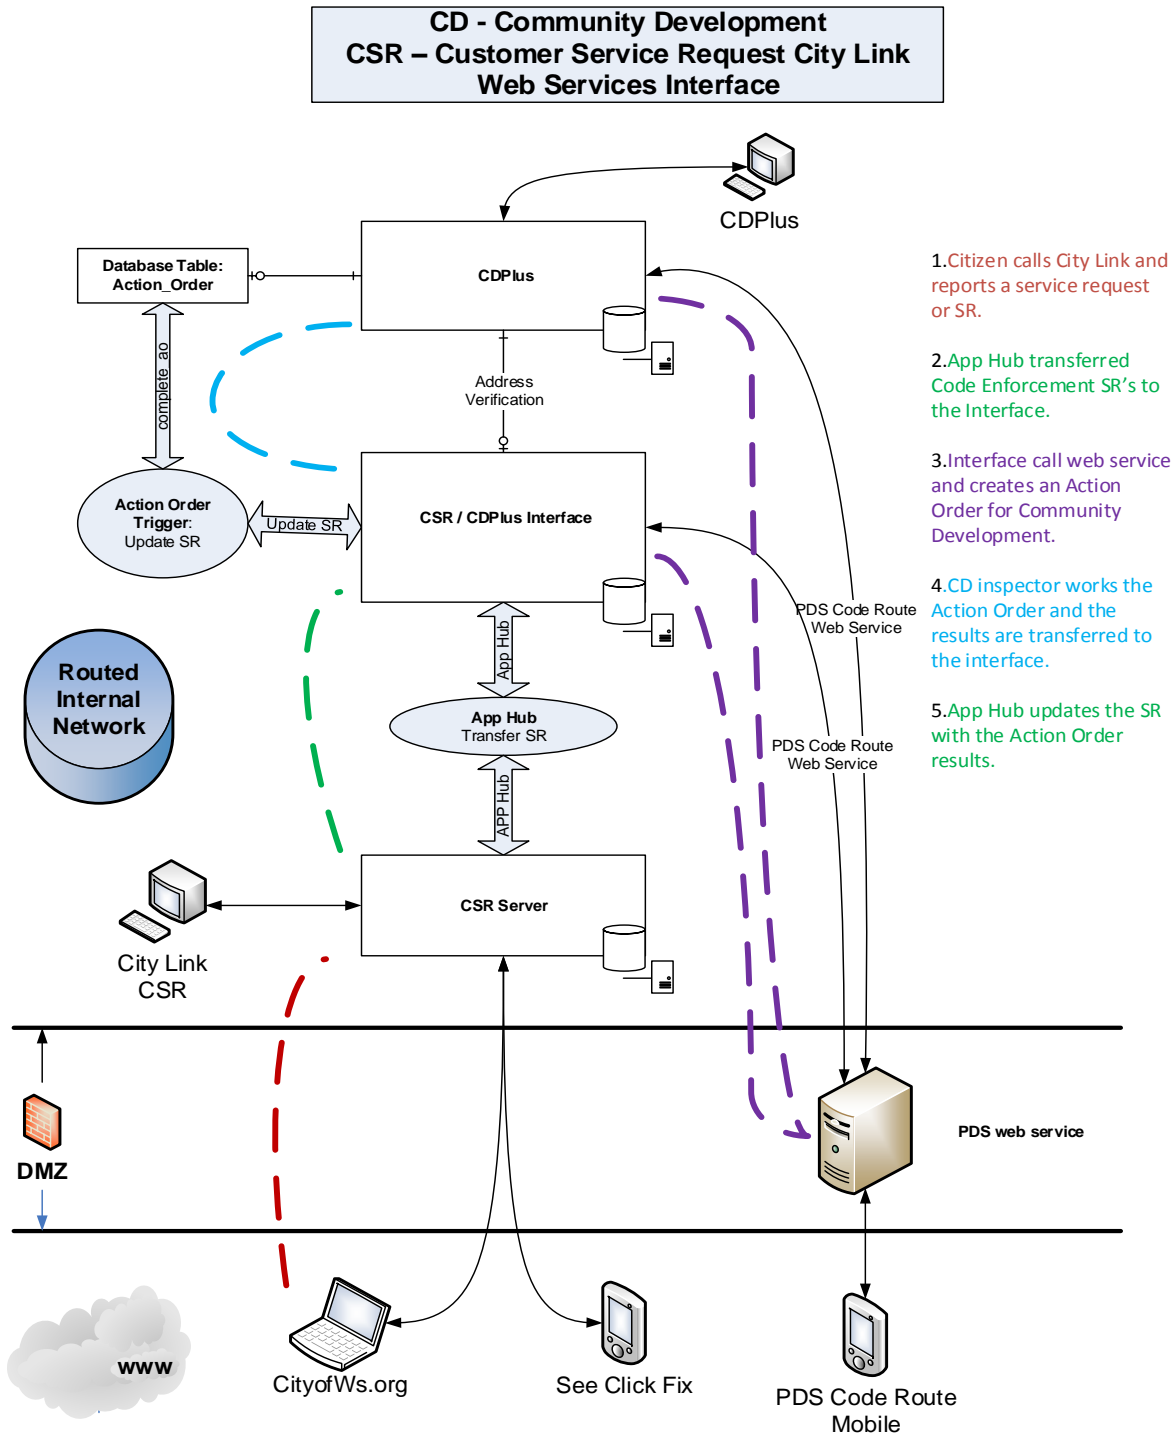 CD - Community Development
CSR – Customer Service Request City Link
Web Services Interface
CDPlus
Database Table:
Action_Order
CDPlus
complete_ao
Address
Verification
Action Order
Trigger:
Update SR
Update SR
CSR / CDPlus Interface
PDS Code Route
Web Service
App Hub
Routed
Internal
Network
App Hub
Transfer SR
PDS Code Route
Web Service
APP Hub
CSR Server
City Link
CSR
1.Citizen calls City Link and
reports a service request
or SR.
2.App Hub transferred
Code Enforcement SR's to
the Interface.
3.Interface call web service
and creates an Action
Order for Community
Development.
4.CD inspector works the
Action Order and the
results are transferred to
the interface.
5.App Hub updates the SR
with the Action Order
results.
DMZ
PDS web service
www
CityofWs.org
See Click Fix
PDS Code Route
Mobile